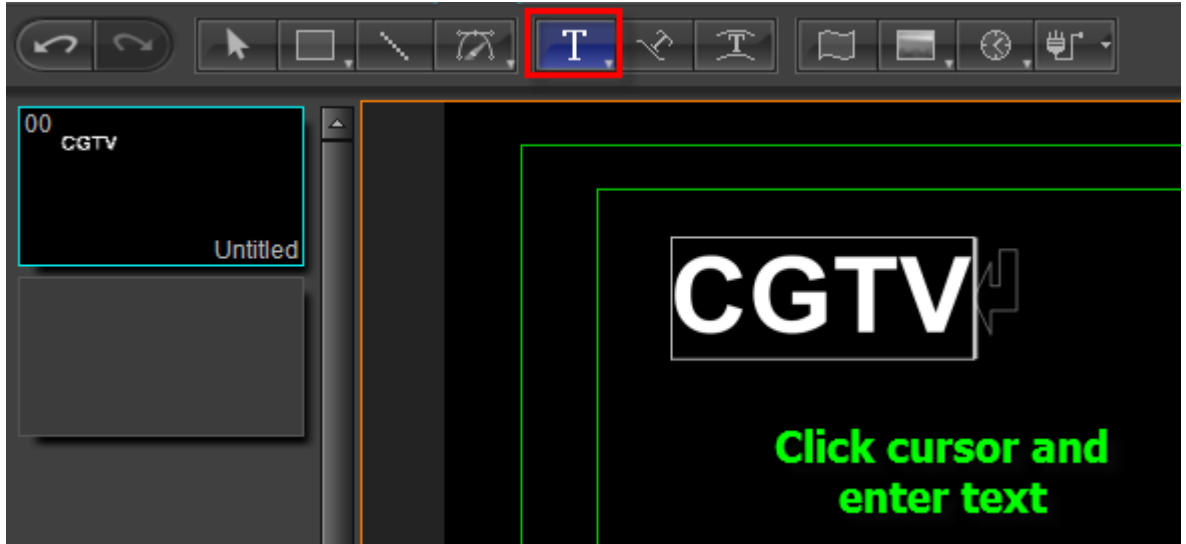 00
CGTV
Untitled
CGTV
Click cursor and
enter text